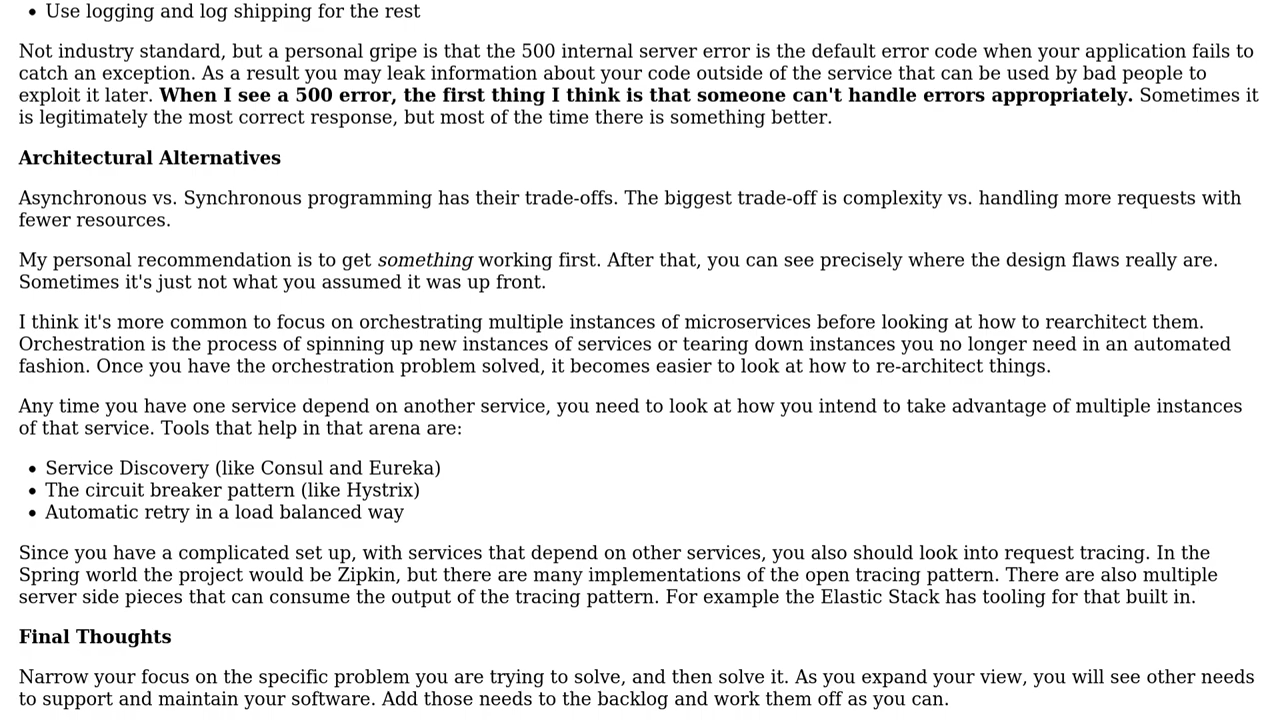 • Use logging and log shipping for the rest
Not industry standard, but a personal gripe is that the 500 internal server error is the default error code when your application fails to
catch an exception. As a result you may leak information about your code outside of the service that can be used by bad people to
exploit it later. When I see a 500 error, the first thing I think is that someone can't handle errors appropriately. Sometimes it
is legitimately the most correct response, but most of the time there is something better.
Architectural Alternatives
Asynchronous vs. Synchronous programming has their trade-offs. The biggest trade-off is complexity vs. handling more requests with
fewer resources.
My personal recommendation is to get something working first. After that, you can see precisely where the design flaws really are.
Sometimes it's just not what you assumed it was up front.
I think it's more common to focus on orchestrating multiple instances of microservices before looking at how to rearchitect them.
Orchestration is the process of spinning up new instances of services or tearing down instances you no longer need in an automated
fashion. Once you have the orchestration problem solved, it becomes easier to look at how to re-architect things.
Any time you have one service depend on another service, you need to look at how you intend to take advantage of multiple instances
of that service. Tools that help in that arena are:
• Service Discovery (like Consul and Eureka)
• The circuit breaker pattern (like Hystrix)
• Automatic retry in a load balanced way
Since you have a complicated set up, with services that depend on other services, you also should look into request tracing. In the
Spring world the project would be Zipkin, but there are many implementations of the open tracing pattern. There are also multiple
server side pieces that can consume the output of the tracing pattern. For example the Elastic Stack has tooling for that built in.
Final Thoughts
Narrow your focus on the specific problem you are trying to solve, and then solve it. As you expand your view, you will see other needs
to support and maintain your software. Add those needs to the backlog and work them off as you can.